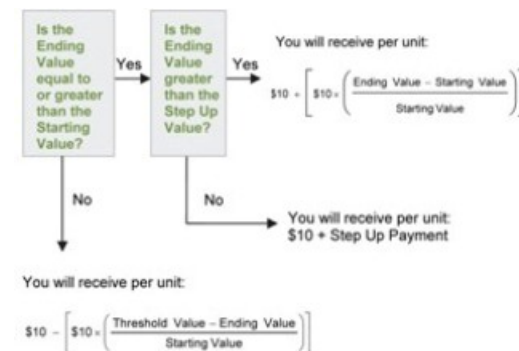 Is the
Ending
Value
equal to
or greater
than the
Starting
Value?
Yes
Is the
Ending
Value
greater
than the
Step Up
Value?
Yes
You will receive per unit:
$10 + [$10 × (Ending Value – Starting Value
Starting Value)]
No
No
You will receive per unit:
$10 + Step Up Payment
You will receive per unit:
$10 – [$10 × (Threshold Value – Ending Value
Starting Value)]